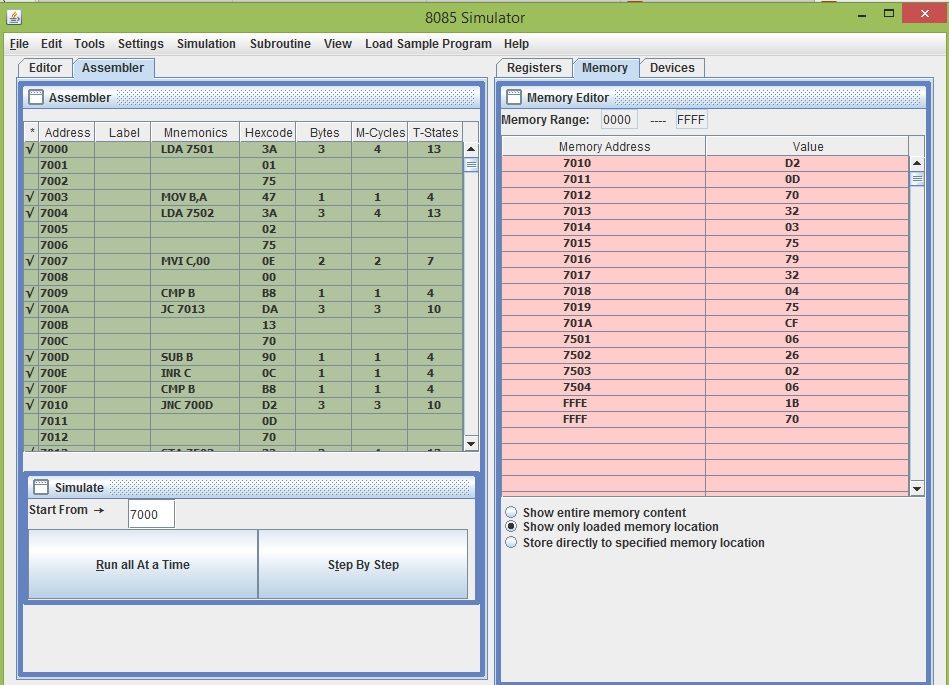 8085 Simulator
File Edit Tools Settings Simulation Subroutine View Load Sample Program Help
Editor Assembler
Assembler
* Address Label Mnemonics Hexcode Bytes M-Cycles T-States
√ 7000 LDA 7501 3A 3 4 13
7001 01
7002 75
√ 7003 MOV B,A 47 1 1 4
√ 7004 LDA 7502 3A 3 4 13
7005 02
7006 75
√ 7007 MVI C,00 0E 2 2 7
7008 00
√ 7009 CMP B B8 1 1 4
√ 700A JC 7013 DA 3 3 10
700B 13
700C 70
√ 700D SUB B 90 1 1 4
√ 700E INR C 0C 1 1 4
√ 700F CMP B B8 1 1 4
√ 7010 JNC 700D D2 3 3 10
7011 0D
7012 70
Simulate
Start From → 7000
Run all At a Time Step By Step
Registers Memory Devices
Memory Editor
Memory Range: 0000 ---- FFFF
Memory Address Value
7010 D2
7011 0D
7012 70
7013 32
7014 03
7015 75
7016 79
7017 32
7018 04
7019 75
701A CF
7501 06
7502 26
7503 02
7504 06
FFFE 1B
FFFF 70
Show entire memory content
Show only loaded memory location
Store directly to specified memory location